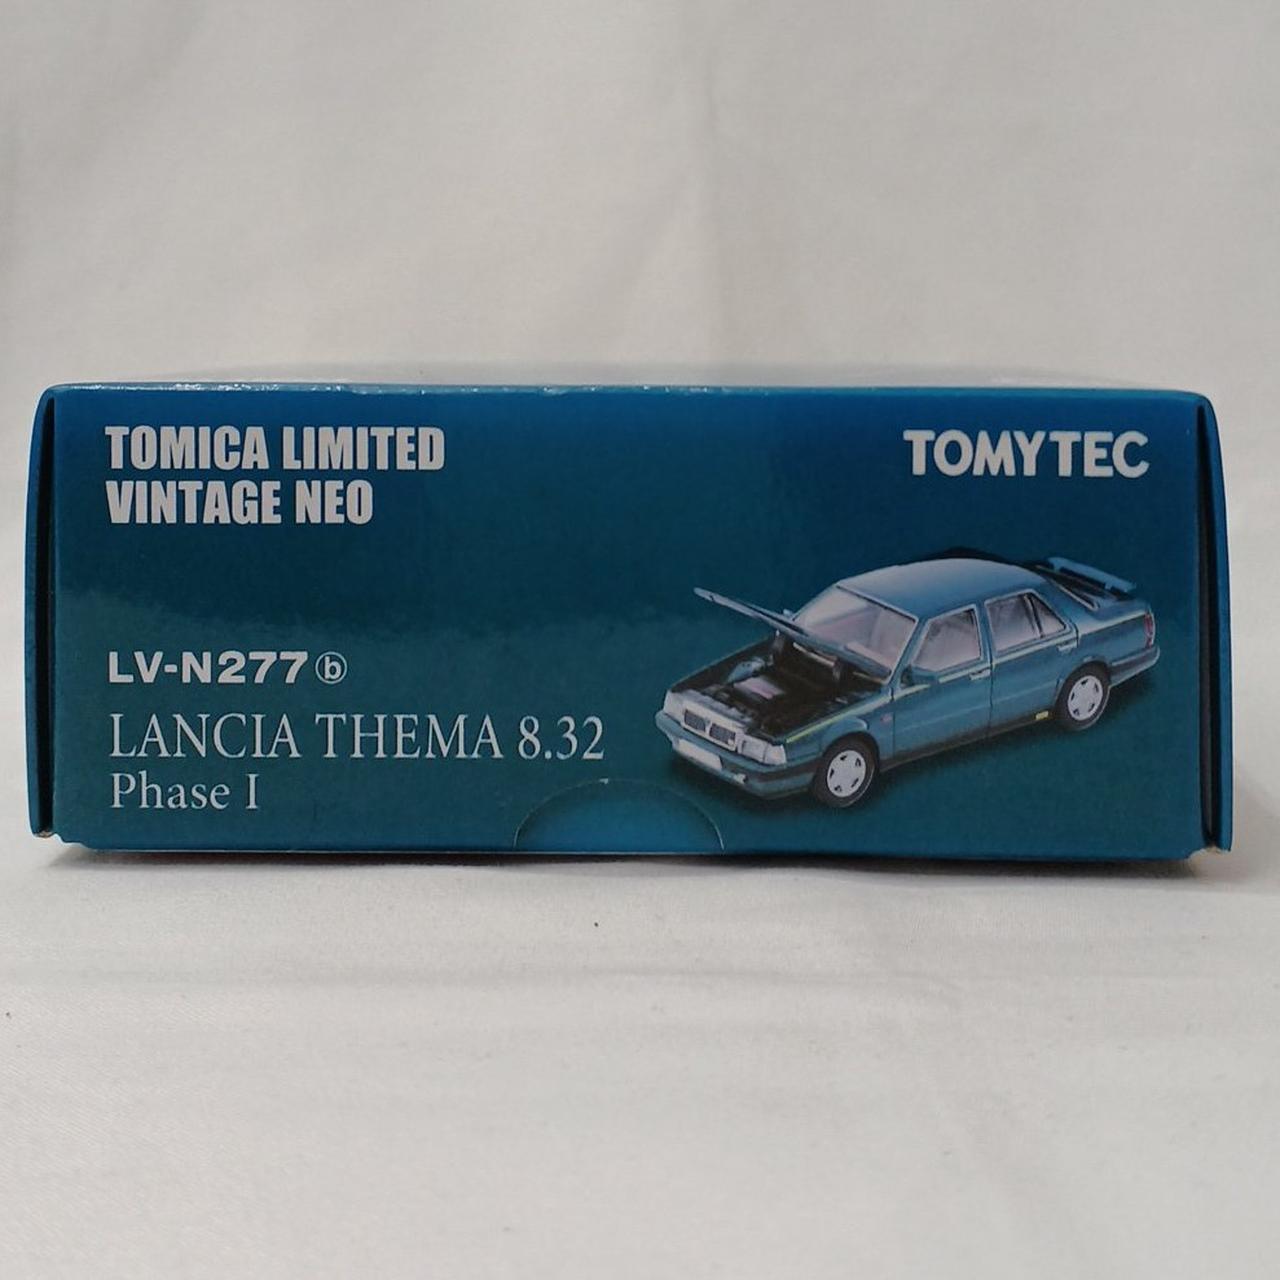 TOMICA LIMITED
VINTAGE NEO
TOMYTEC
LV-N277ⓑ
LANCIA THEMA 8.32
Phase I